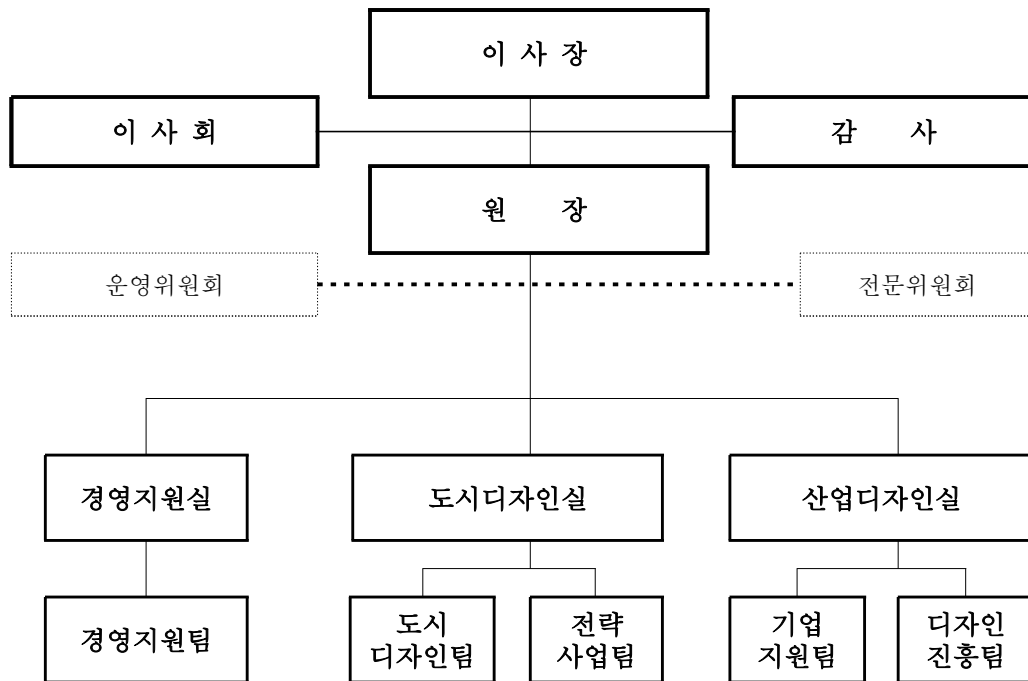 이 사 장
이 사 회
감 사
원 장
운영위원회
전문위원회
경영지원실
도시디자인실
산업디자인실
경영지원팀
도시
디자인팀
전략
사업팀
기업
지원팀
디자인
진흥팀